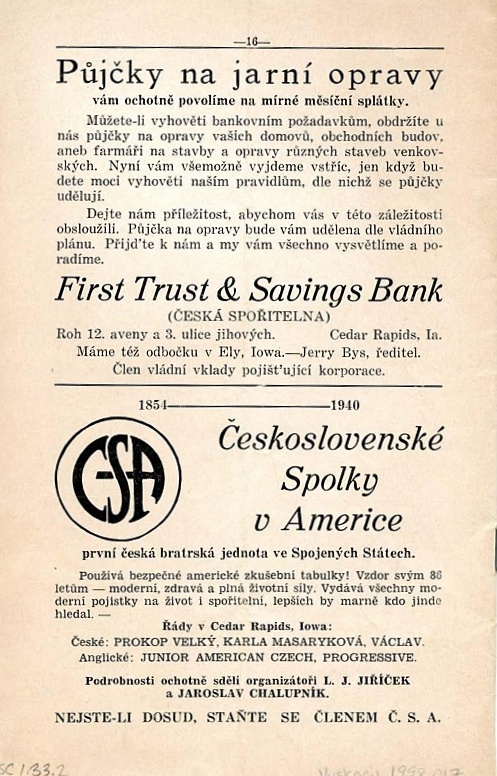 —16—
Půjčky na jarní opravy
vám ochotně povolíme na mírné měsíční splátky.
Můžete-li vyhověti bankovním požadavkům, obdržíte u
nás půjčky na opravy vašich domovů, obchodních budov,
aneb farmáři na stavby a opravy různých staveb venkov-
ských. Nyní vám všemožně vyjdeme vstříc, jen když bu-
dete moci vyhověti našim pravidlům, dle nichž se půjčky
udělují.
Dejte nám příležitost, abychom vás v této záležitosti
obsloužili. Půjčka na opravy bude vám udělena dle vládního
plánu. Přijď'te k nám a my vám všechno vysvětlíme a po-
radíme.
First Trust & Savings Bank
(ČESKÁ SPOŘITELNA)
Roh 12. aveny a 3. ulice jihových. Cedar Rapids, Ia.
Máme též odbočku v Ely, Iowa.—Jerry Bys, ředitel.
Člen vládní vklady pojišt'ující korporace.
1854——1940
ČSA
Československé
Spolky
v Americe
první česká bratrská jednota ve Spojených Státech.
Používá bezpečné americké zkušební tabulky! Vzdor svým 86
letům — moderní, zdravá a plná životní síly. Vydává všechny mo-
derní pojistky na život i spořitelní, lepších by marně kdo jinde
hledal. —
Řády v Cedar Rapids, Iowa:
České: PROKOP VELKÝ, KARLA MASARYKOVÁ, VÁCLAV.
Anglické: JUNIOR AMERICAN CZECH, PROGRESSIVE.
Podrobnosti ochotně sdělí organizátoři L. J. JIŘÍČEK
a JAROSLAV CHALUPNÍK.
NEJSTE-LI DOSUD, STAŇTE SE ČLENEM Č. S. A.
SC 1.33.2